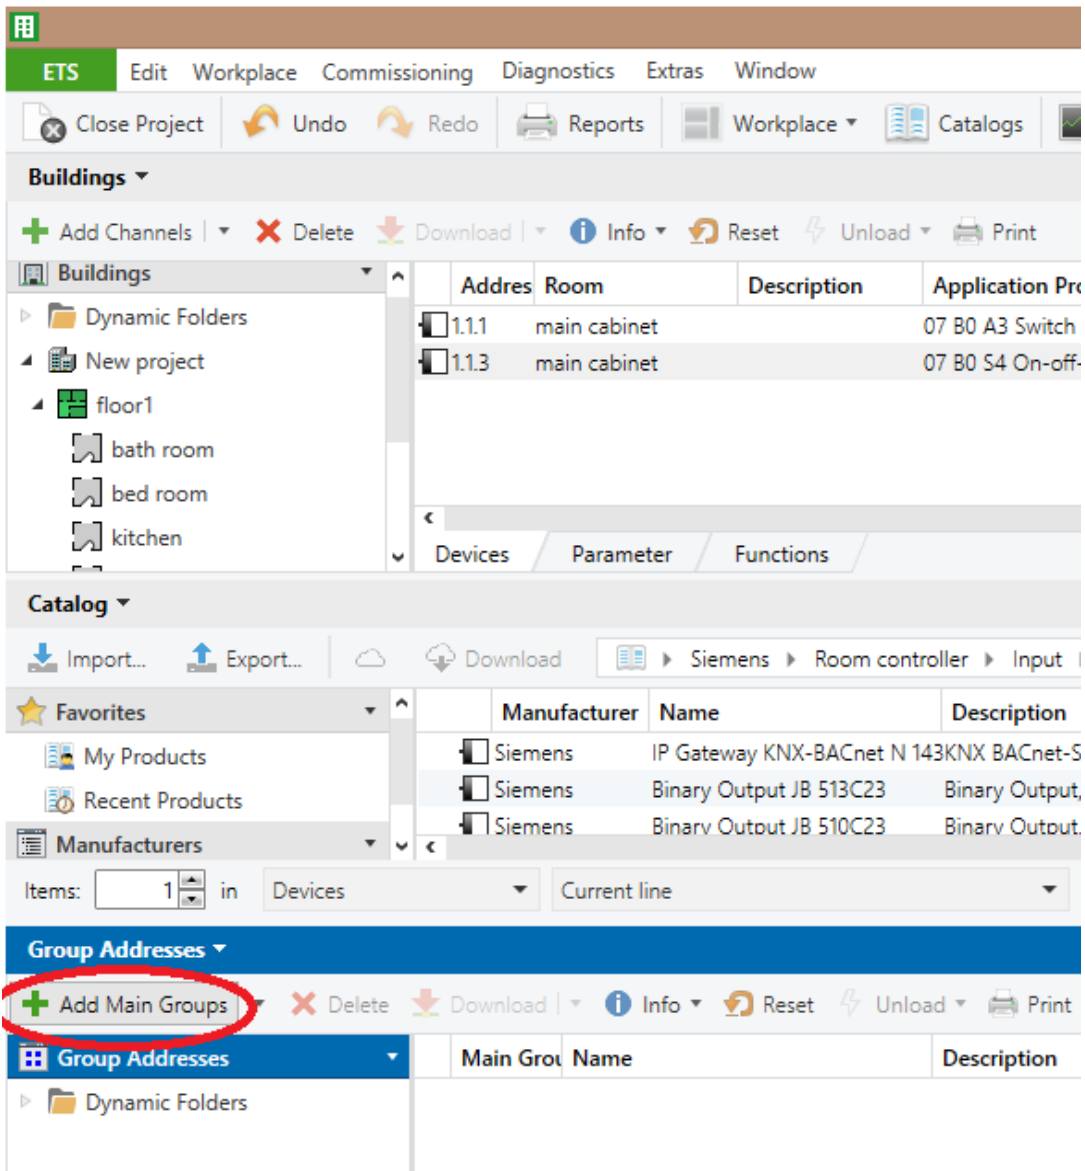 ETS Edit Workplace Commissioning Diagnostics Extras Window
Close Project Undo Redo Reports Workplace Catalogs
Buildings
Add Channels Delete Download Info Reset Unload Print
Buildings
Addres Room Description Application Pro
Dynamic Folders
1.1.1 main cabinet 07 B0 A3 Switch
New project
1.1.3 main cabinet 07 B0 S4 On-off-
floor1
bath room
bed room
kitchen
Devices Parameter Functions
Catalog
Import... Export... Download Siemens Room controller Input
Favorites
Manufacturer Name Description
My Products
Siemens IP Gateway KNX-BACnet N 143KNX BACnet-S
Recent Products
Siemens Binary Output JB 513C23 Binary Output,
Siemens Binary Output JB 510C23 Binary Output,
Manufacturers
Items: 1 in Devices Current line
Group Addresses
Add Main Groups Delete Download Info Reset Unload Print
Group Addresses
Main Grou Name Description
Dynamic Folders